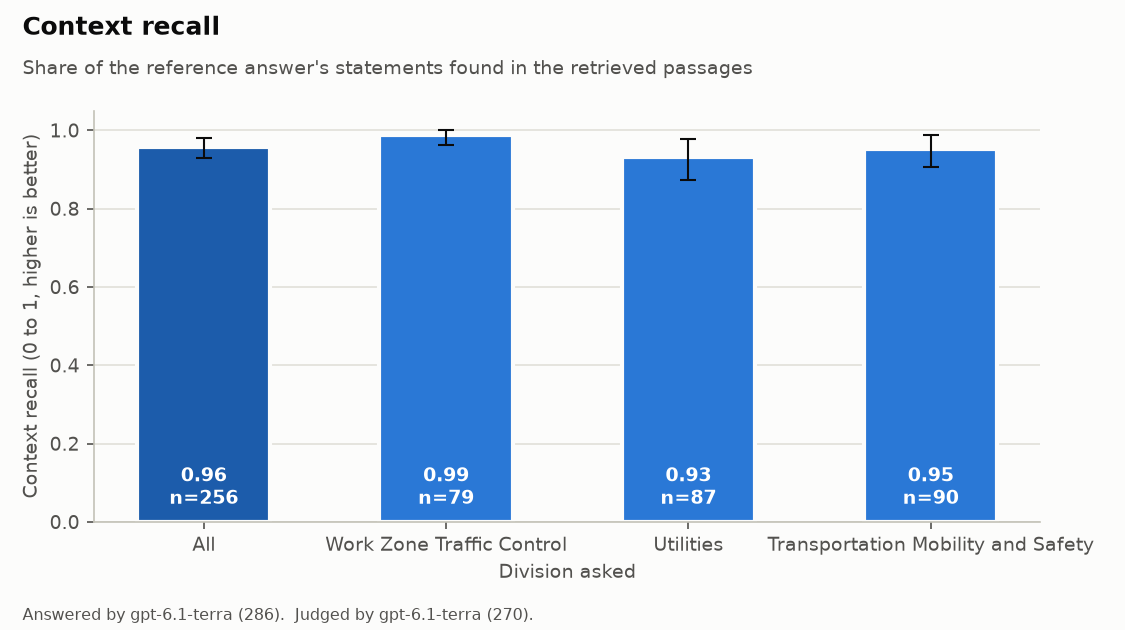 Context recall
Share of the reference answer's statements found in the retrieved passages
Context recall (0 to 1, higher is better)
1.0
0.8
0.6
0.4
0.2
0.0
0.96
n=256
0.99
n=79
0.93
n=87
0.95
n=90
All
Work Zone Traffic Control
Utilities
Transportation Mobility and Safety
Division asked
Answered by gpt-6.1-terra (286).  Judged by gpt-6.1-terra (270).